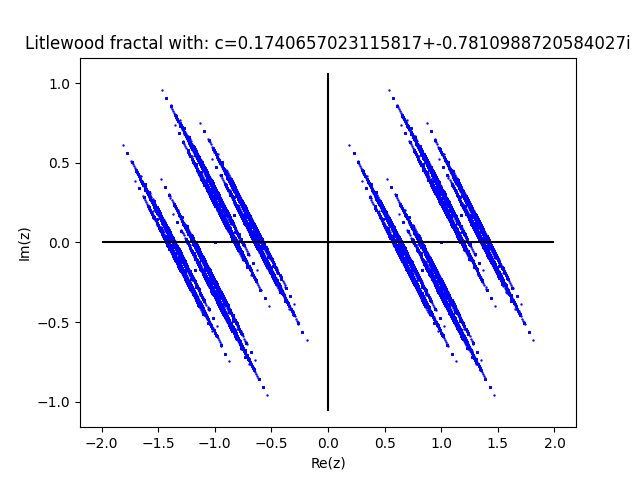 Litlewood fractal with: c=0.1740657023115817+-0.7810988720584027i
1.0
0.5
0.0
−0.5
−1.0
Im(z)
−2.0 −1.5 −1.0 −0.5 0.0 0.5 1.0 1.5 2.0
Re(z)